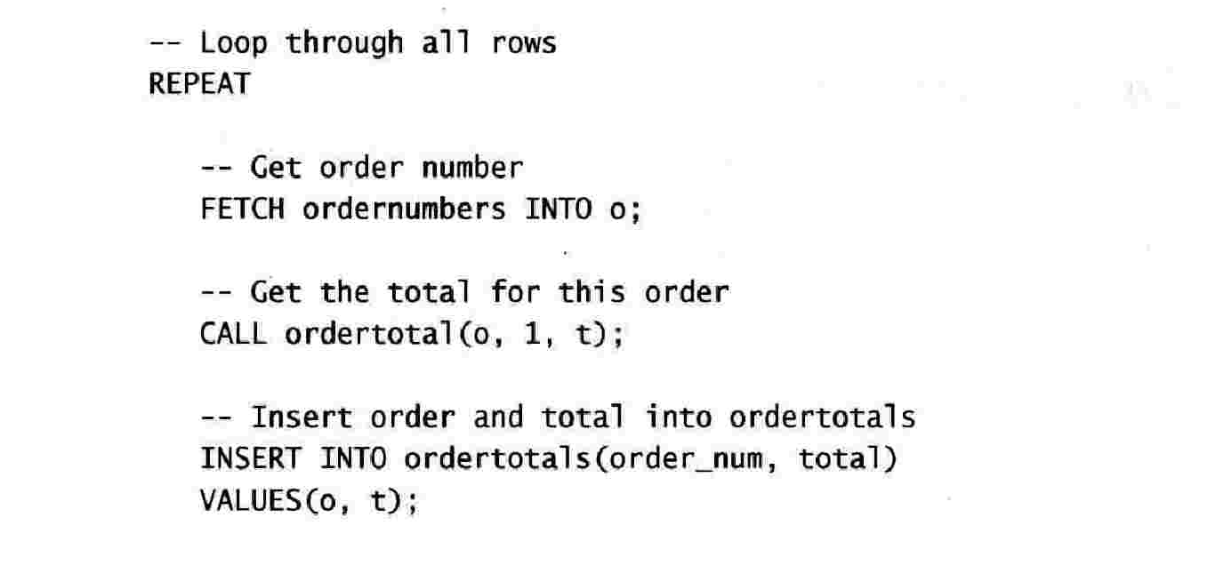 -- Loop through all rows
REPEAT
-- Get order number
FETCH ordernumbers INTO o;
-- Get the total for this order
CALL ordertotal(o, 1, t);
-- Insert order and total into ordertotals
INSERT INTO ordertotals(order_num, total)
VALUES(o, t);